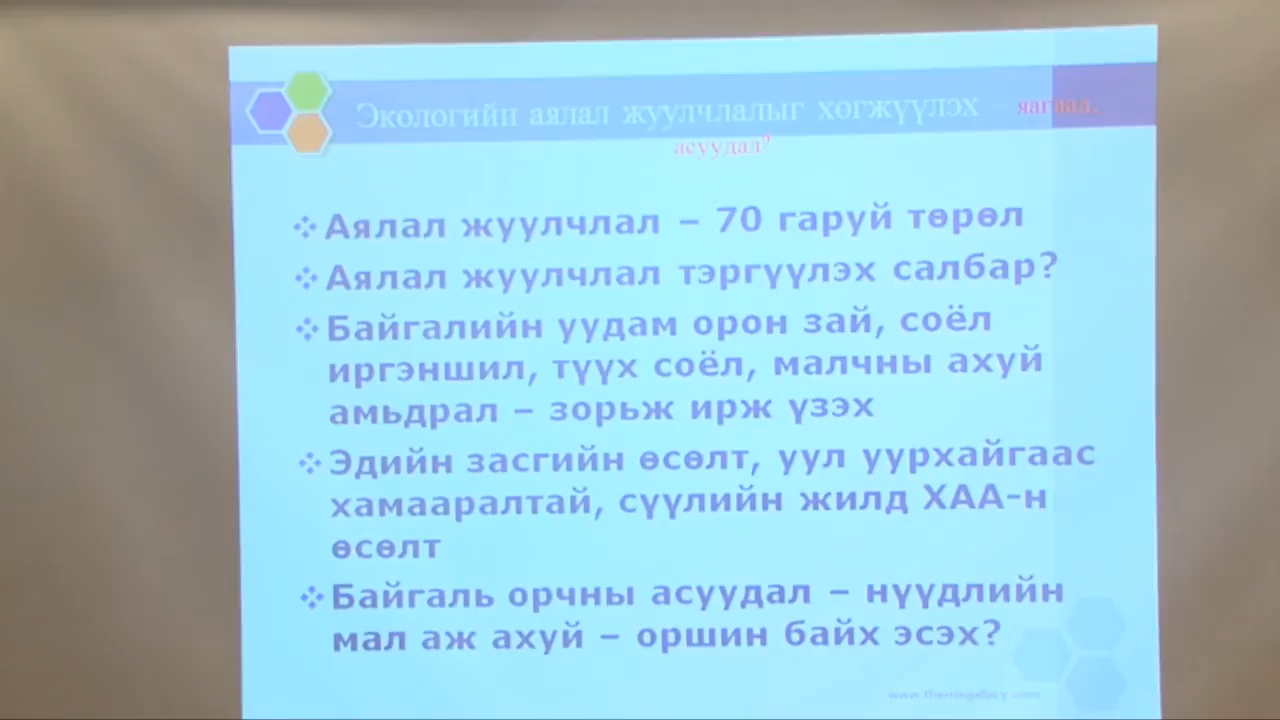 Экологийн аялал жуулчлалыг хөгжүүлэх –
асуудал?
Аялал жуулчлал – 70 гаруй төрөл
Аялал жуулчлал тэргүүлэх салбар?
Байгалийн уудам орон зай, соёл
иргэншил, түүх соёл, малчны ахуй
амьдрал – зорьж ирж үзэх
Эдийн засгийн өсөлт, уул уурхайгаас
хамааралтай, сүүлийн жилд ХАА-н
өсөлт
Байгаль орчны асуудал – нүүдлийн
мал аж ахуй – оршин байх эсэх?